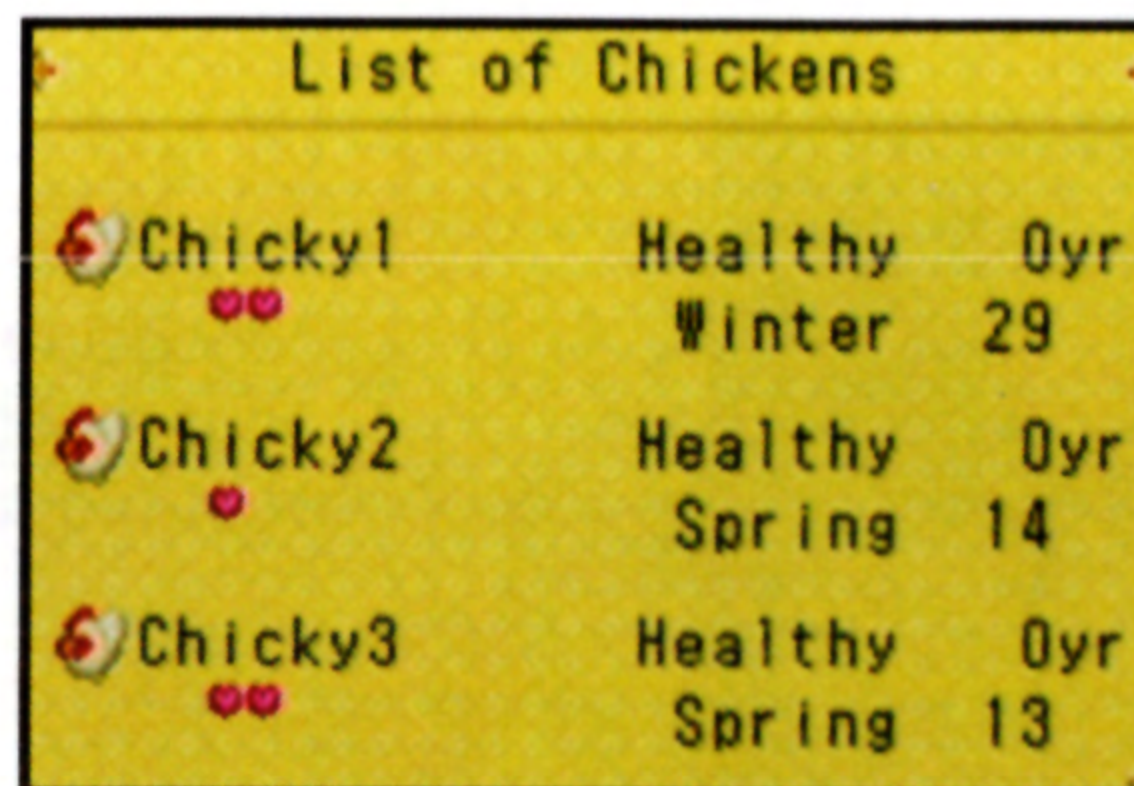 List of Chickens
Chicky1 Healthy 0yr
Winter 29
Chicky2 Healthy 0yr
Spring 14
Chicky3 Healthy 0yr
Spring 13